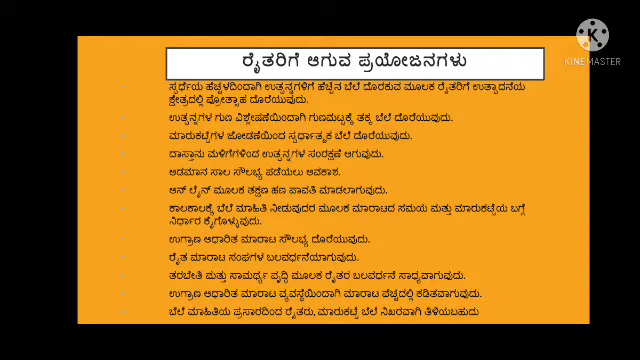 ರೈತರಿಗೆ ಆಗುವ ಪ್ರಯೋಜನಗಳು
KINEMASTER
ಸ್ಪರ್ಧೆಯ ಹೆಚ್ಚಳದಿಂದಾಗಿ ಉತ್ಪನ್ನಗಳಿಗೆ ಹೆಚ್ಚಿನ ಬೆಲೆ ದೊರಕುವ ಮೂಲಕ ರೈತರಿಗೆ ಉತ್ಪಾದನೆಯ
ಕ್ಷೇತ್ರದಲ್ಲಿ ಪ್ರೋತ್ಸಾಹ ದೊರೆಯುವುದು.
ಉತ್ಪನ್ನಗಳ ಗುಣ ವಿಶ್ಲೇಷಣೆಯಿಂದಾಗಿ ಗುಣಮಟ್ಟಕ್ಕೆ ತಕ್ಕ ಬೆಲೆ ದೊರೆಯುವುದು.
ಮಾರುಕಟ್ಟೆಗಳ ಜೋಡಣೆಯಿಂದ ಸ್ಪರ್ಧಾತ್ಮಕ ಬೆಲೆ ದೊರೆಯುವುದು.
ದಾಸ್ತಾನು ಮಳಿಗೆಗಳಿಂದ ಉತ್ಪನ್ನಗಳ ಸಂರಕ್ಷಣೆ ಆಗುವುದು.
ಅಡಮಾನ ಸಾಲ ಸೌಲಭ್ಯ ಪಡೆಯಲು ಅವಕಾಶ.
ಆನ್ ಲೈನ್ ಮೂಲಕ ತಕ್ಷಣ ಹಣ ಪಾವತಿ ಮಾಡಲಾಗುವುದು.
ಕಾಲಕಾಲಕ್ಕೆ ಬೆಲೆ ಮಾಹಿತಿ ನೀಡುವುದರ ಮೂಲಕ ಮಾರಾಟದ ಸಮಯ ಮತ್ತು ಮಾರುಕಟ್ಟೆಯ ಬಗ್ಗೆ
ನಿರ್ಧಾರ ಕೈಗೊಳ್ಳುವುದು.
ಉಗ್ರಾಣ ಆಧಾರಿತ ಮಾರಾಟ ಸೌಲಭ್ಯ ದೊರೆಯುವುದು.
ರೈತ ಮಾರಾಟ ಸಂಘಗಳ ಬಲವರ್ಧನೆಯಾಗುವುದು.
ತರಬೇತಿ ಮತ್ತು ಸಾಮರ್ಥ್ಯ ವೃದ್ಧಿ ಮೂಲಕ ರೈತರ ಬಲವರ್ಧನೆ ಸಾಧ್ಯವಾಗುವುದು.
ಉಗ್ರಾಣ ಆಧಾರಿತ ಮಾರಾಟ ವ್ಯವಸ್ಥೆಯಿಂದಾಗಿ ಮಾರಾಟ ವೆಚ್ಚದಲ್ಲಿ ಕಡಿತವಾಗುವುದು.
ಬೆಲೆ ಮಾಹಿತಿಯ ಪ್ರಸಾರದಿಂದ ರೈತರು, ಮಾರುಕಟ್ಟೆ ಬೆಲೆ ನಿಖರವಾಗಿ ತಿಳಿಯಬಹುದು